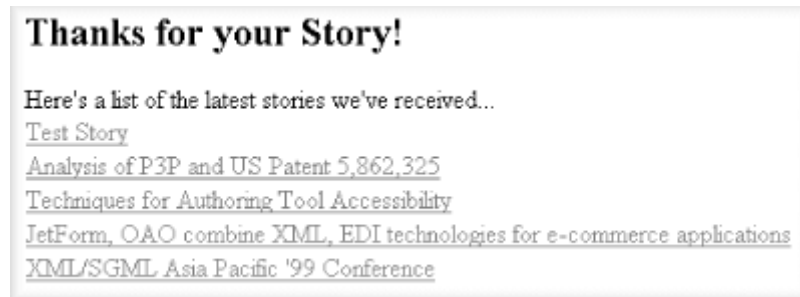 Thanks for your Story!
Here's a list of the latest stories we've received...
Test Story
Analysis of P3P and US Patent 5,862,325
Techniques for Authoring Tool Accessibility
JetForm, OAO combine XML, EDI technologies for e-commerce applications
XML/SGML Asia Pacific '99 Conference